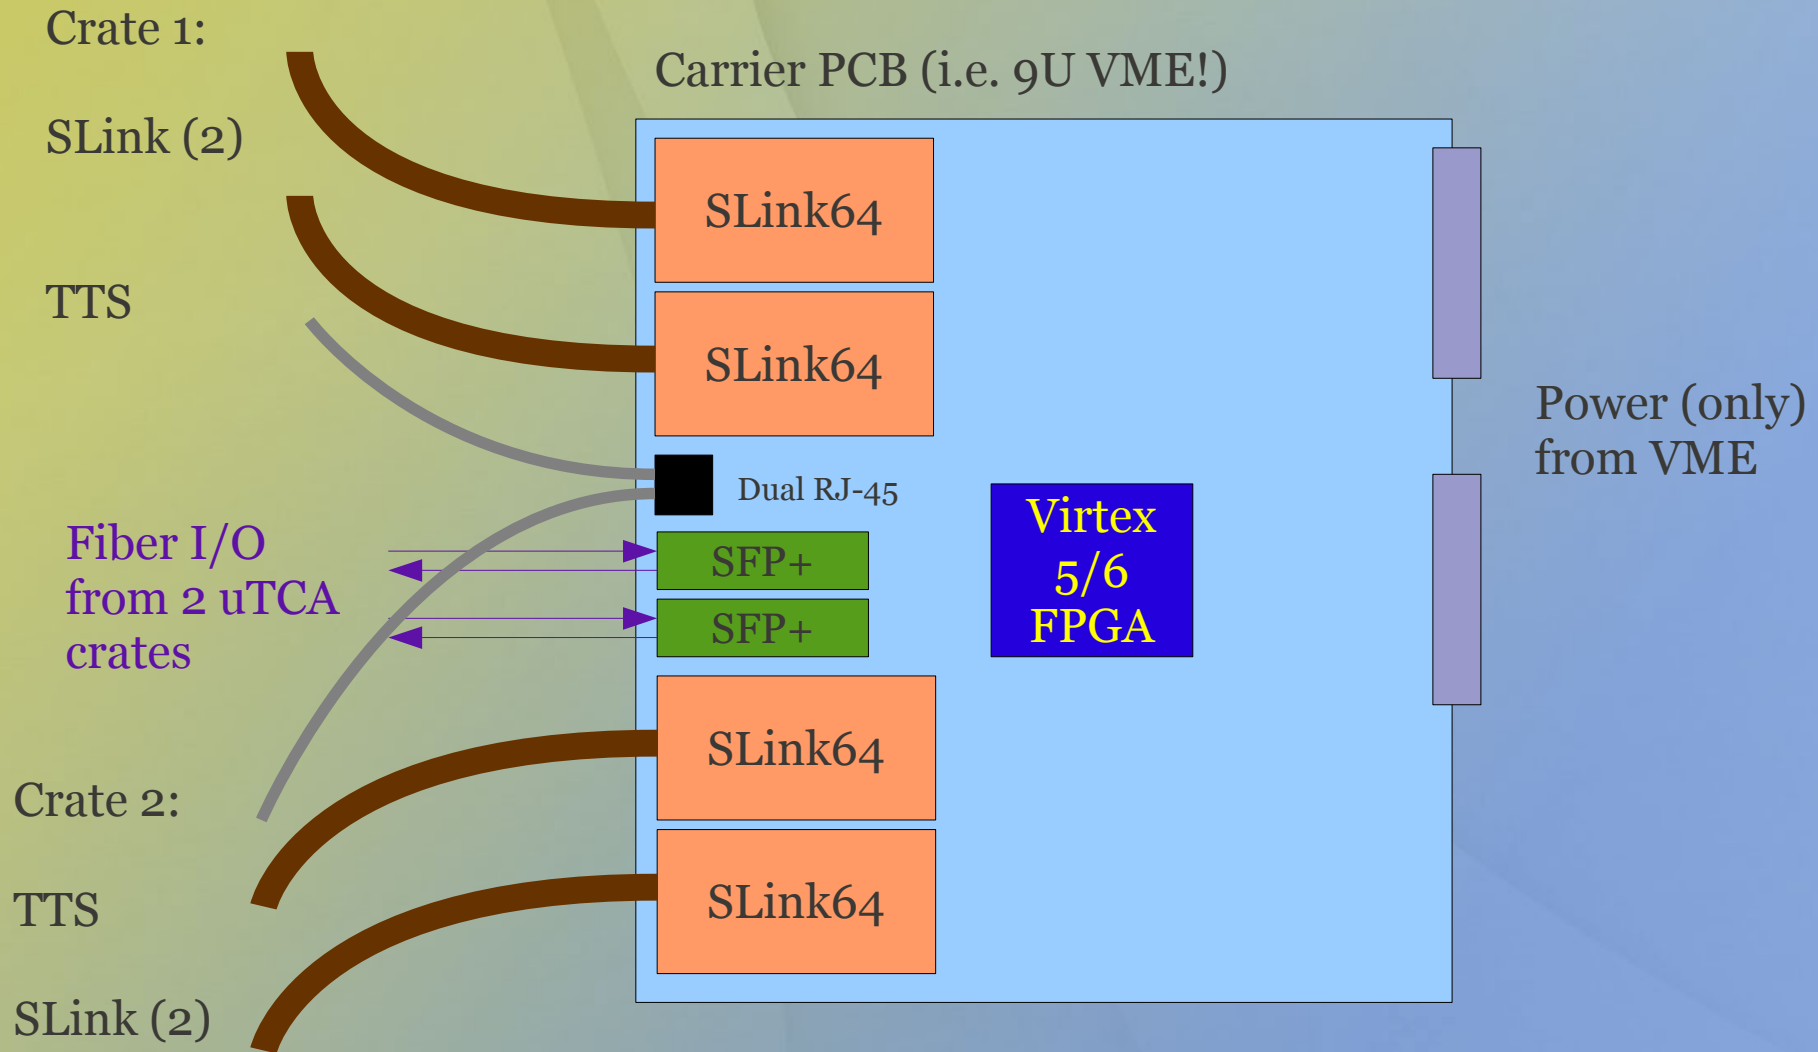 Crate 1:
Carrier PCB (i.e. 9U VME!)
SLink (2)
TTS
SLink64
SLink64
Dual RJ-45
Power (only)
from VME
Fiber I/O
from 2 uTCA
crates
SFP+
SFP+
Virtex
5/6
FPGA
SLink64
SLink64
Crate 2:
TTS
SLink (2)